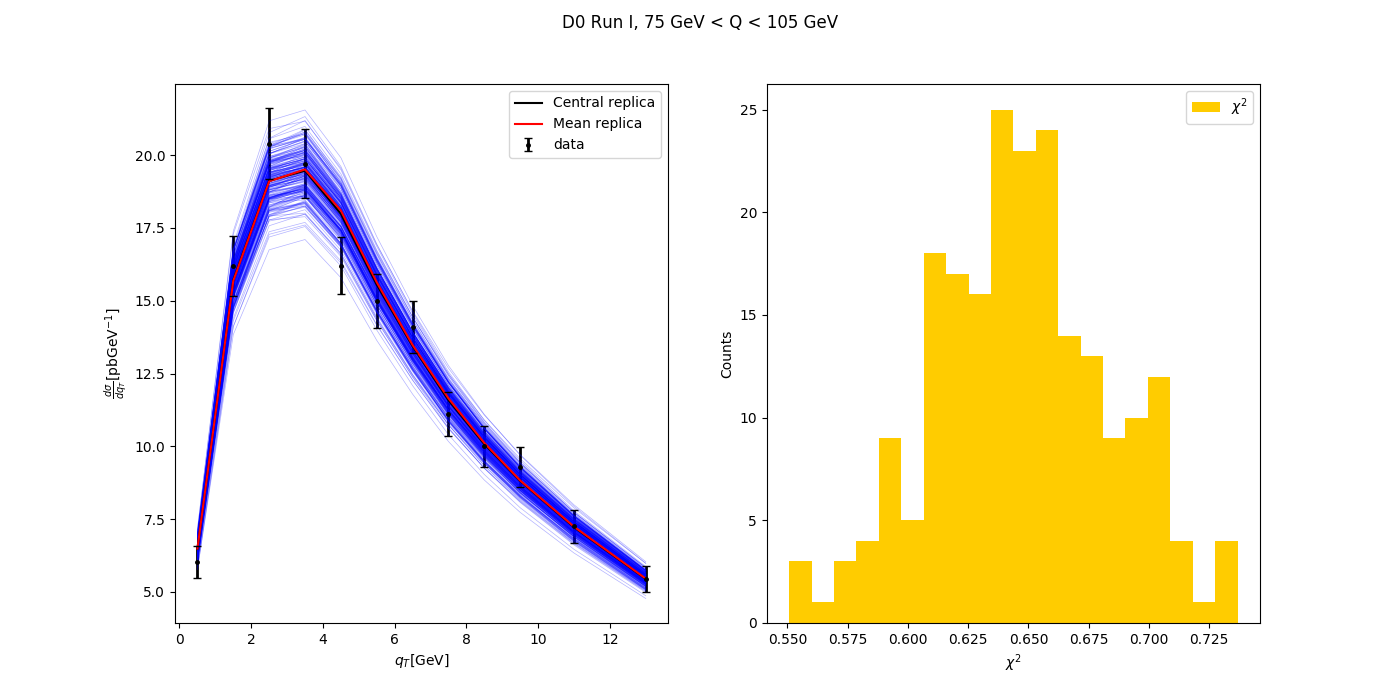 D0 Run I, 75 GeV < Q < 105 GeV
Central replica
Mean replica
data
20.0
17.5
15.0
12.5
10.0
7.5
5.0
dσ/dq_T [pbGeV⁻¹]
0 2 4 6 8 10 12
q_T[GeV]
χ²
25
20
15
10
5
0
Counts
0.550 0.575 0.600 0.625 0.650 0.675 0.700 0.725
χ²